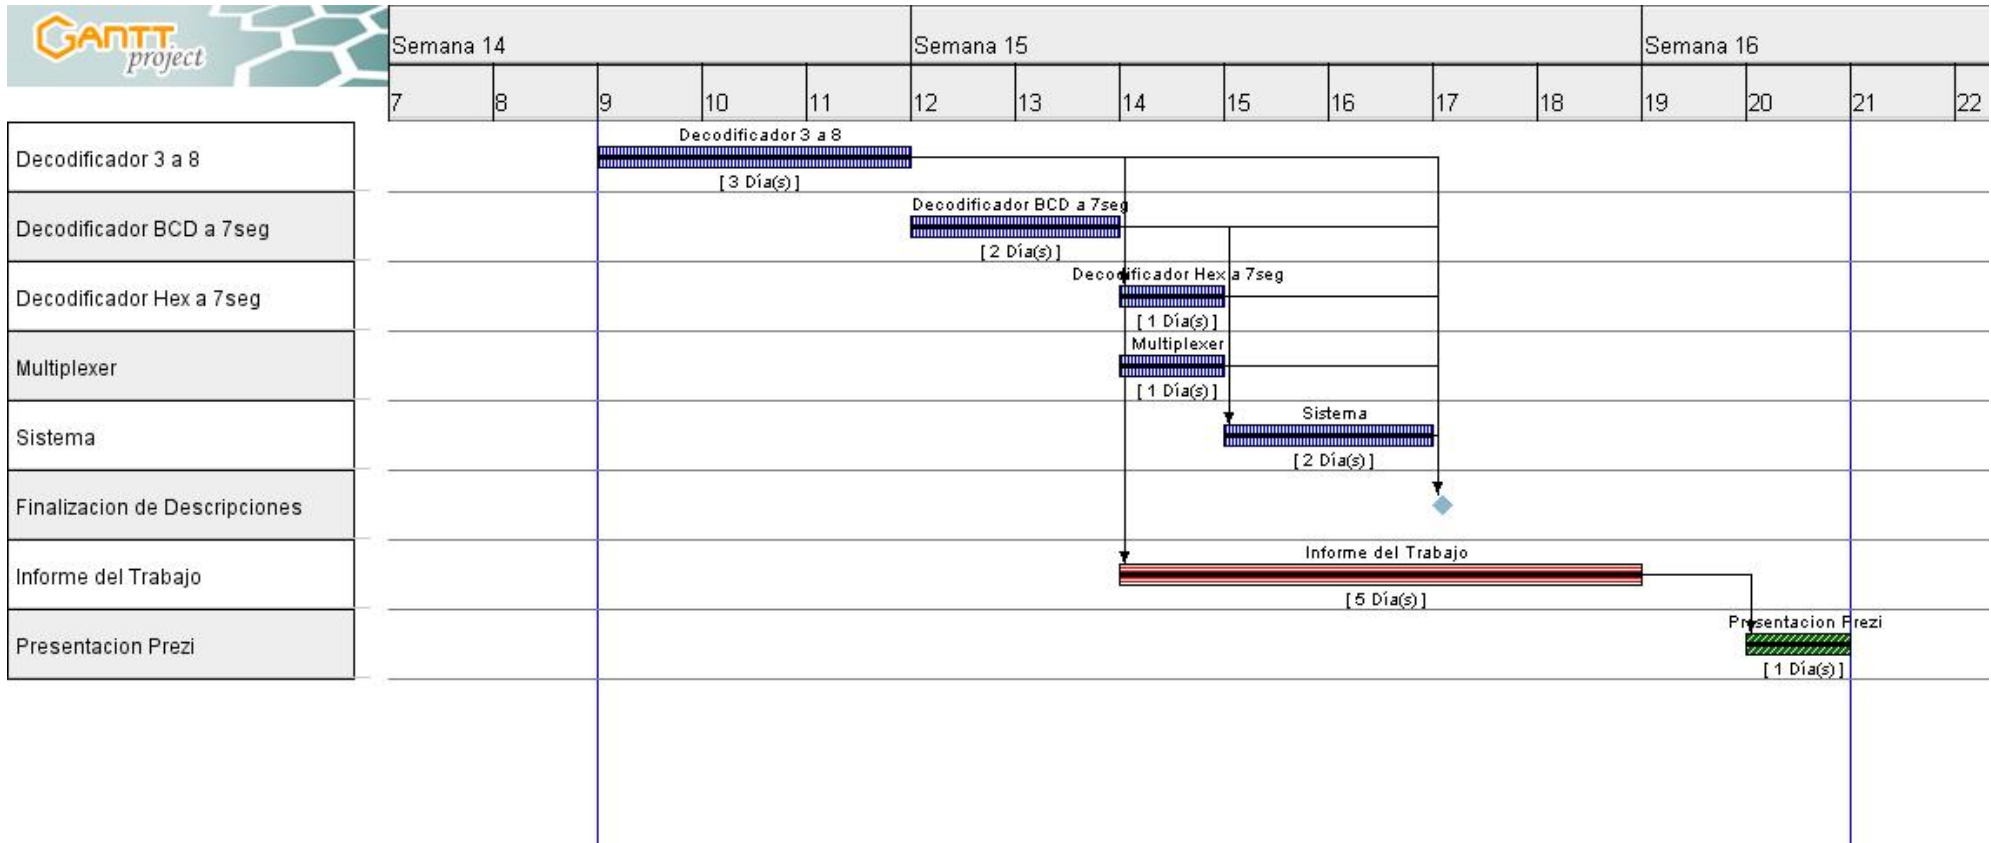 GANTT
project
Semana 14 Semana 15 Semana 16
7 8 9 10 11 12 13 14 15 16 17 18 19 20 21 22
Decodificador 3 a 8
Decodificador 3 a 8
[ 3 Día(s) ]
Decodificador BCD a 7seg
Decodificador BCD a 7seg
[ 2 Día(s) ]
Decodificador Hex a 7seg
Decodificador Hex a 7seg
[ 1 Día(s) ]
Multiplexer
Multiplexer
[ 1 Día(s) ]
Sistema
Sistema
[ 2 Día(s) ]
Finalizacion de Descripciones
Informe del Trabajo
Informe del Trabajo
[ 5 Día(s) ]
Presentacion Prezi
Presentacion Prezi
[ 1 Día(s) ]